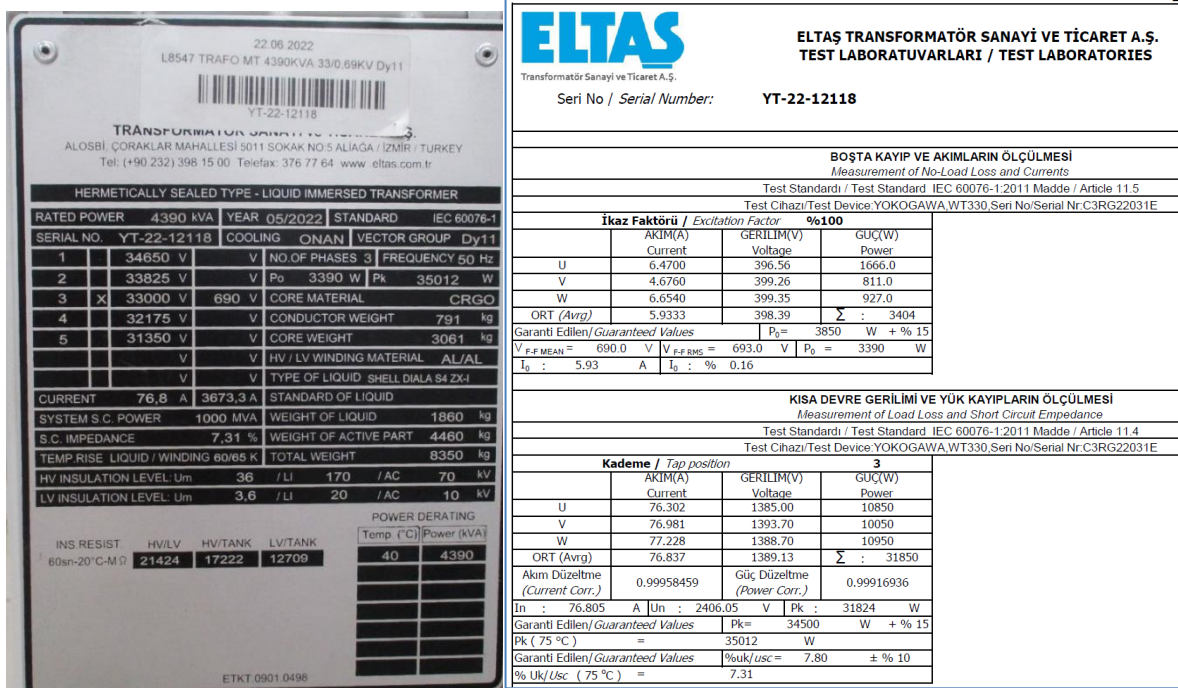 22.06.2022
L8547 TRAFO MT 4390KVA 33/0,69KV Dy11
YT-22-12118
ALOSBİ, ÇORAKLAR MAHALLESİ 5011 SOKAK NO:5 ALİAĞA / İZMİR / TURKEY
Tel: (+90.232) 398 15 00 Telefax: 376 77 64 www.eltas.com.tr
HERMETICALLY SEALED TYPE - LIQUID IMMERSED TRANSFORMER
RATED POWER 4390 kVA YEAR 05/2022 STANDARD IEC 60076-1
SERIAL NO. YT-22-12118 COOLING ONAN VECTOR GROUP Dy11
1 34650 V V NO.OF PHASES 3 FREQUENCY 50 Hz
2 33825 V V Po 3390 W Pk 35012 W
3 X 33000 V 690 V CORE MATERIAL CRGO
4 32175 V V CONDUCTOR WEIGHT 791 kg
5 31350 V V CORE WEIGHT 3061 kg
V V HV / LV WINDING MATERIAL AL/AL
V V TYPE OF LIQUID SHELL DIALA S4 ZX-I
CURRENT 76,8 A 3673,3 A STANDARD OF LIQUID
SYSTEM S.C. POWER 1000 MVA WEIGHT OF LIQUID 1860 kg
S.C. IMPEDANCE 7,31 % WEIGHT OF ACTIVE PART 4460 kg
TEMP.RISE LIQUID / WINDING 60/65 K TOTAL WEIGHT 8350 kg
HV INSULATION LEVEL: Um 36 / LI 170 / AC 70 kV
LV INSULATION LEVEL: Um 3,6 / LI 20 / AC 10 kV
POWER DERATING
Temp. (°C) Power (kVA)
40 4390
INS.RESIST. HV/LV HV/TANK LV/TANK
60sn-20°C-MΩ 21424 17222 12709
ETKT.0901.0498
ELTAŞ
Transformatör Sanayi ve Ticaret A.Ş.
ELTAŞ TRANSFORMATÖR SANAYİ VE TİCARET A.Ş.
TEST LABORATUVARLARI / TEST LABORATORIES
Seri No / Serial Number: YT-22-12118
BOŞTA KAYIP VE AKIMLARIN ÖLÇÜLMESİ
Measurement of No-Load Loss and Currents
Test Standardı / Test Standard IEC 60076-1:2011 Madde / Article 11.5
Test Cihazı/Test Device:YOKOGAWA,WT330,Seri No/Serial Nr:C3RG22031E
İkaz Faktörü / Excitation Factor %100
AKIM(A) GERILIM(V) GUÇ(W)
Current Voltage Power
U 6.4700 396.56 1666.0
V 4.6760 399.26 811.0
W 6.6540 399.35 927.0
ORT (Avrg) 5.9333 398.39 Σ : 3404
Garanti Edilen/Guaranteed Values P0= 3850 W + % 15
V F-F MEAN = 690.0 V V F-F RMS = 693.0 V P0 = 3390 W
I0 : 5.93 A I0 : % 0.16
KISA DEVRE GERİLİMİ VE YÜK KAYIPLARIN ÖLÇÜLMESİ
Measurement of Load Loss and Short Circuit Empedance
Test Standardı / Test Standard IEC 60076-1:2011 Madde / Article 11.4
Test Cihazı/Test Device:YOKOGAWA,WT330,Seri No/Serial Nr:C3RG22031E
Kademe / Tap position 3
AKIM(A) GERILIM(V) GUÇ(W)
Current Voltage Power
U 76.302 1385.00 10850
V 76.981 1393.70 10050
W 77.228 1388.70 10950
ORT (Avrg) 76.837 1389.13 Σ : 31850
Akım Düzeltme (Current Corr.) 0.99958459 Güç Düzeltme (Power Corr.) 0.99916936
In : 76.805 A Un : 2406.05 V Pk : 31824 W
Garanti Edilen/Guaranteed Values Pk= 34500 W + % 15
Pk ( 75 °C ) = 35012 W
Garanti Edilen/Guaranteed Values %uk/usc = 7.80 ± % 10
% Uk/Usc ( 75 °C ) = 7.31